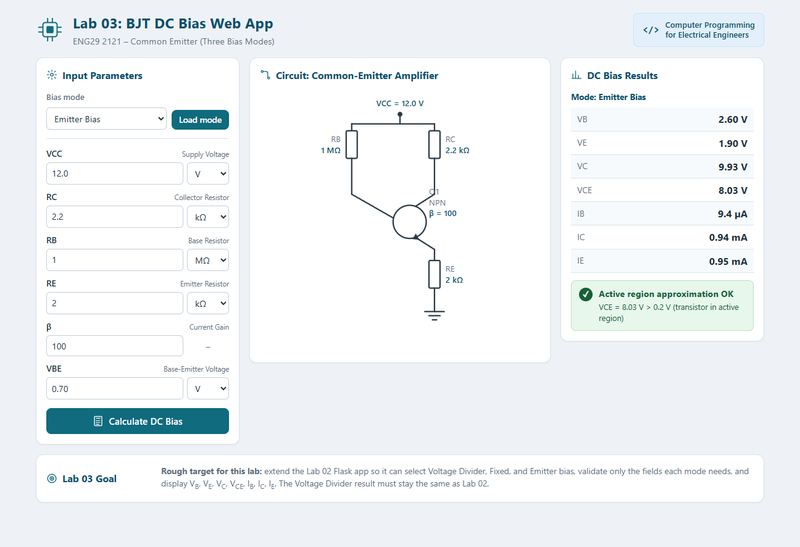 Lab 03: BJT DC Bias Web App
ENG29 2121 – Common Emitter (Three Bias Modes)
</> Computer Programming
for Electrical Engineers
Input Parameters
Bias mode
Emitter Bias
Load mode
VCC Supply Voltage
12.0 V
RC Collector Resistor
2.2 kΩ
RB Base Resistor
1 MΩ
RE Emitter Resistor
2 kΩ
β Current Gain
100 –
VBE Base-Emitter Voltage
0.70 V
Calculate DC Bias
Circuit: Common-Emitter Amplifier
VCC = 12.0 V
RB
1 MΩ
RC
2.2 kΩ
Q1
NPN
β = 100
RE
2 kΩ
DC Bias Results
Mode: Emitter Bias
VB 2.60 V
VE 1.90 V
VC 9.93 V
VCE 8.03 V
IB 9.4 µA
IC 0.94 mA
IE 0.95 mA
Active region approximation OK
VCE = 8.03 V > 0.2 V (transistor in active
region)
Lab 03 Goal
Rough target for this lab: extend the Lab 02 Flask app so it can select Voltage Divider, Fixed, and Emitter bias, validate only the fields each mode needs, and
display VB, VE, VC, VCE, IB, IC, IE. The Voltage Divider result must stay the same as Lab 02.